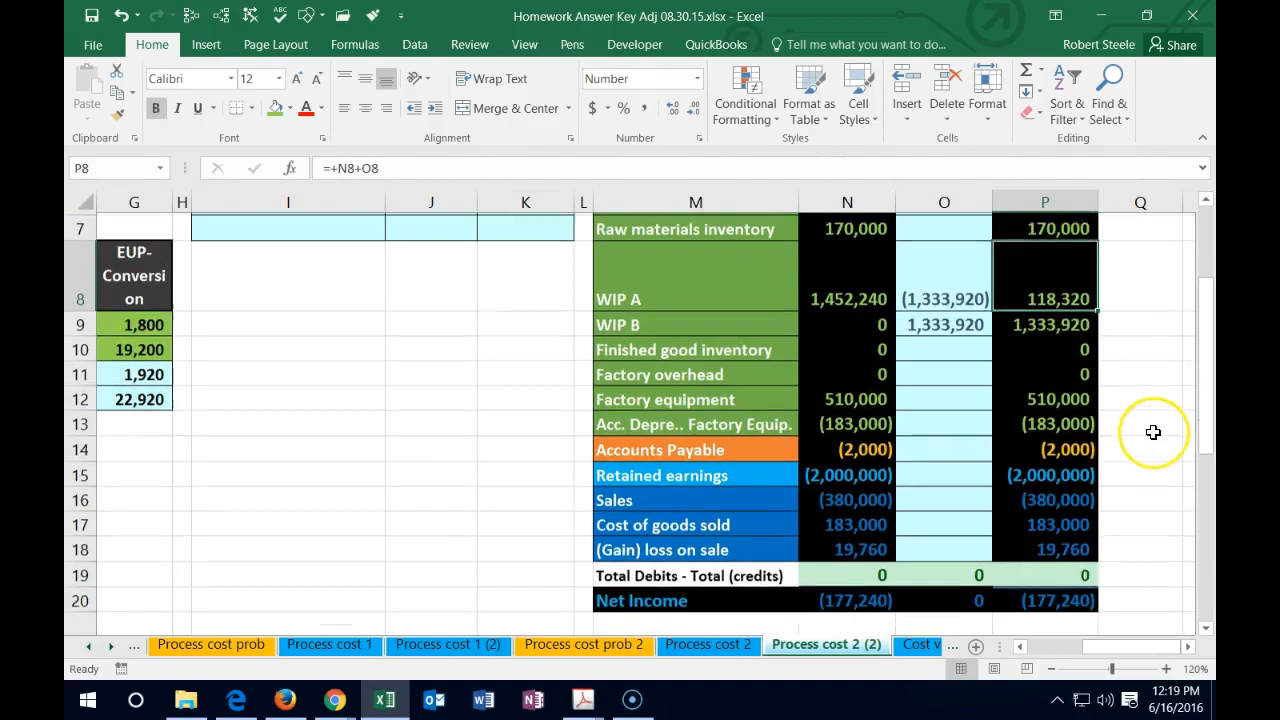 Homework Answer Key Adj 08.30.15.xlsx - Excel
File Home Insert Page Layout Formulas Data Review View Pens Developer QuickBooks Tell me what you want to do... Robert Steele Share
Calibri 12 A A Wrap Text Number
Paste B I U A Merge & Center $ % , Conditional Formatting Format as Table Cell Styles Insert Delete Format Sort & Filter Find & Select
Clipboard Font Alignment Number Styles Cells Editing
P8 fx =+N8+O8
G H I J K L M N O P Q
7 Raw materials inventory 170,000 170,000
8 EUP-Conversion WIP A 1,452,240 (1,333,920) 118,320
9 1,800 WIP B 0 1,333,920 1,333,920
10 19,200 Finished good inventory 0 0
11 1,920 Factory overhead 0 0
12 22,920 Factory equipment 510,000 510,000
13 Acc. Depre.. Factory Equip. (183,000) (183,000)
14 Accounts Payable (2,000) (2,000)
15 Retained earnings (2,000,000) (2,000,000)
16 Sales (380,000) (380,000)
17 Cost of goods sold 183,000 183,000
18 (Gain) loss on sale 19,760 19,760
19 Total Debits - Total (credits) 0 0 0
20 Net Income (177,240) 0 (177,240)
... Process cost prob Process cost 1 Process cost 1 (2) Process cost prob 2 Process cost 2 Process cost 2 (2) Cost v ...
Ready 120%
12:19 PM
6/16/2016